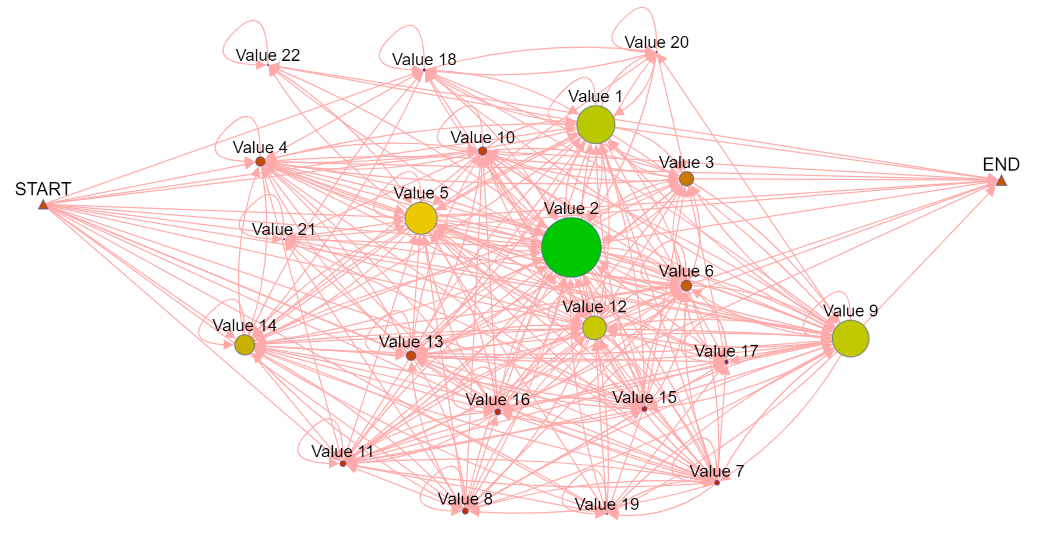 Value 20
Value 22
Value 18
Value 1
Value 10
Value 4
Value 3
END
START
Value 5
Value 2
Value 21
Value 6
Value 12
Value 9
Value 14
Value 13
Value 17
Value 16
Value 15
Value 11
Value 7
Value 8
Value 19